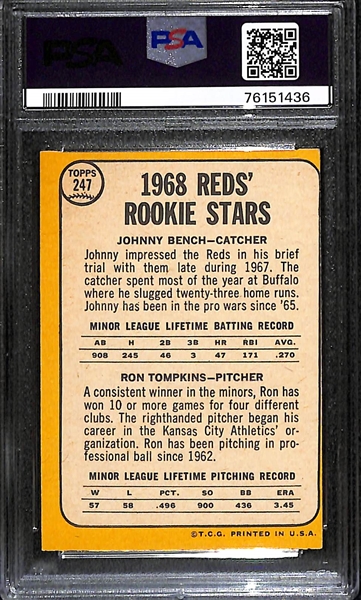 PSA
PSA
76151436
TOPPS
247
1968 REDS'
ROOKIE STARS
JOHNNY BENCH—CATCHER
Johnny impressed the Reds in his brief
trial with them late during 1967. The
catcher spent most of the year at Buffalo
where he slugged twenty-three home runs.
Johnny has been in the pro wars since '65.
MINOR LEAGUE LIFETIME BATTING RECORD
AB H 2B 3B HR RBI AVG.
908 245 46 3 47 171 .270
RON TOMPKINS—PITCHER
A consistent winner in the minors, Ron has
won 10 or more games for four different
clubs. The righthanded pitcher began his
career in the Kansas City Athletics' or-
ganization. Ron has been pitching in pro-
fessional ball since 1962.
MINOR LEAGUE LIFETIME PITCHING RECORD
W L PCT. SO BB ERA
57 58 .496 900 436 3.45
©T.C.G. PRINTED IN U.S.A.